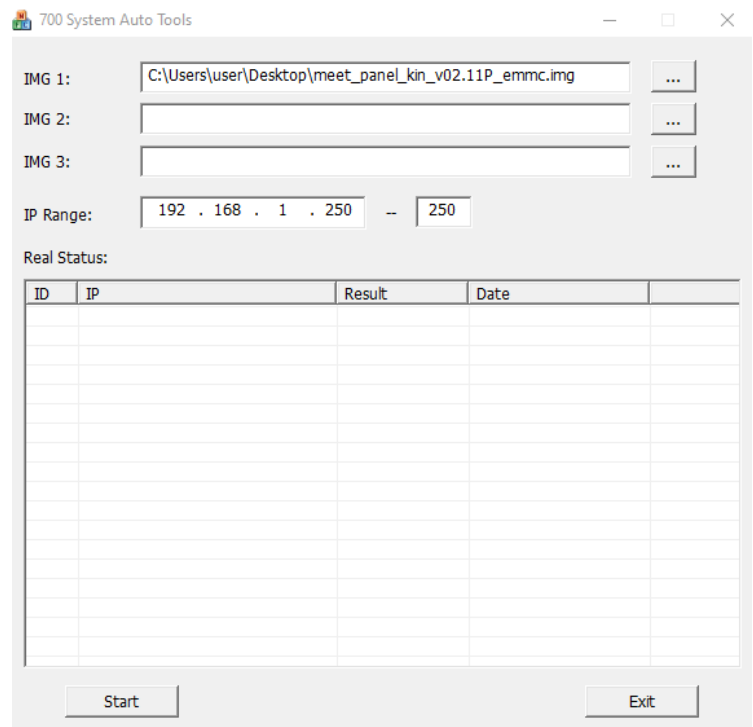 700 System Auto Tools
IMG 1: C:\Users\user\Desktop\meet_panel_kin_v02.11P_emmc.img ...
IMG 2: ...
IMG 3: ...
IP Range: 192 . 168 . 1 . 250 -- 250
Real Status:
ID IP Result Date
Start Exit